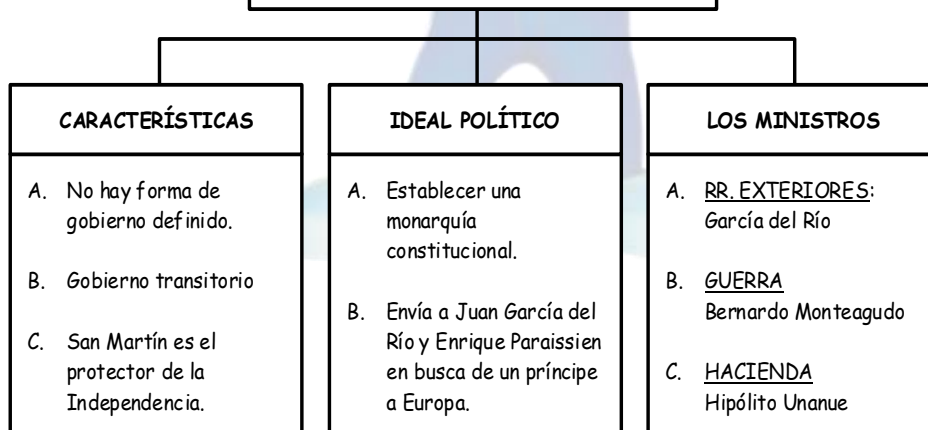 CARACTERÍSTICAS
A. No hay forma de
gobierno definido.
B. Gobierno transitorio
C. San Martín es el
protector de la
Independencia.
IDEAL POLÍTICO
A. Establecer una
monarquía
constitucional.
B. Envía a Juan García del
Río y Enrique Paraissien
en busca de un príncipe
a Europa.
LOS MINISTROS
A. RR. EXTERIORES:
García del Río
B. GUERRA
Bernardo Monteagudo
C. HACIENDA
Hipólito Unanue